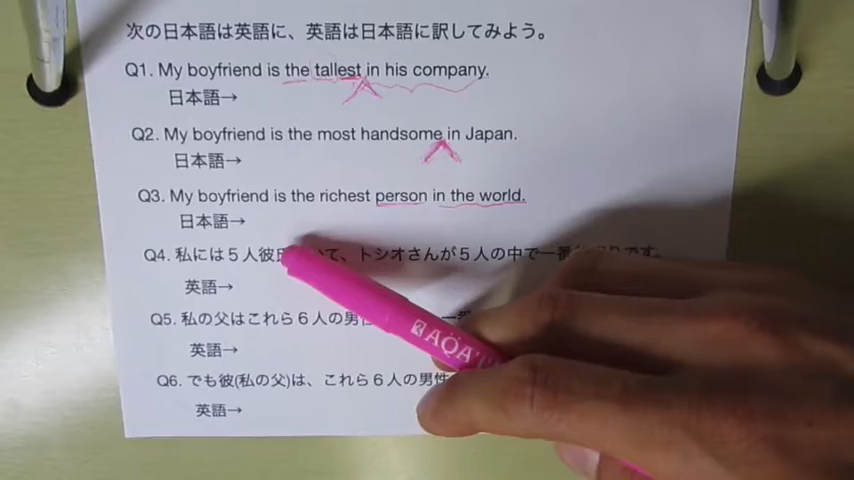 次の日本語は英語に、英語は日本語に訳してみよう。
Q1. My boyfriend is the tallest in his company.
日本語→
Q2. My boyfriend is the most handsome in Japan.
日本語→
Q3. My boyfriend is the richest person in the world.
日本語→
Q4. 私には５人彼氏 て、トシオさんが５人の中で一番 です。
英語→
Q5. 私の父はこれら６人の男性
英語→
Q6. でも彼(私の父)は、これら６人の男性
英語→
AQA